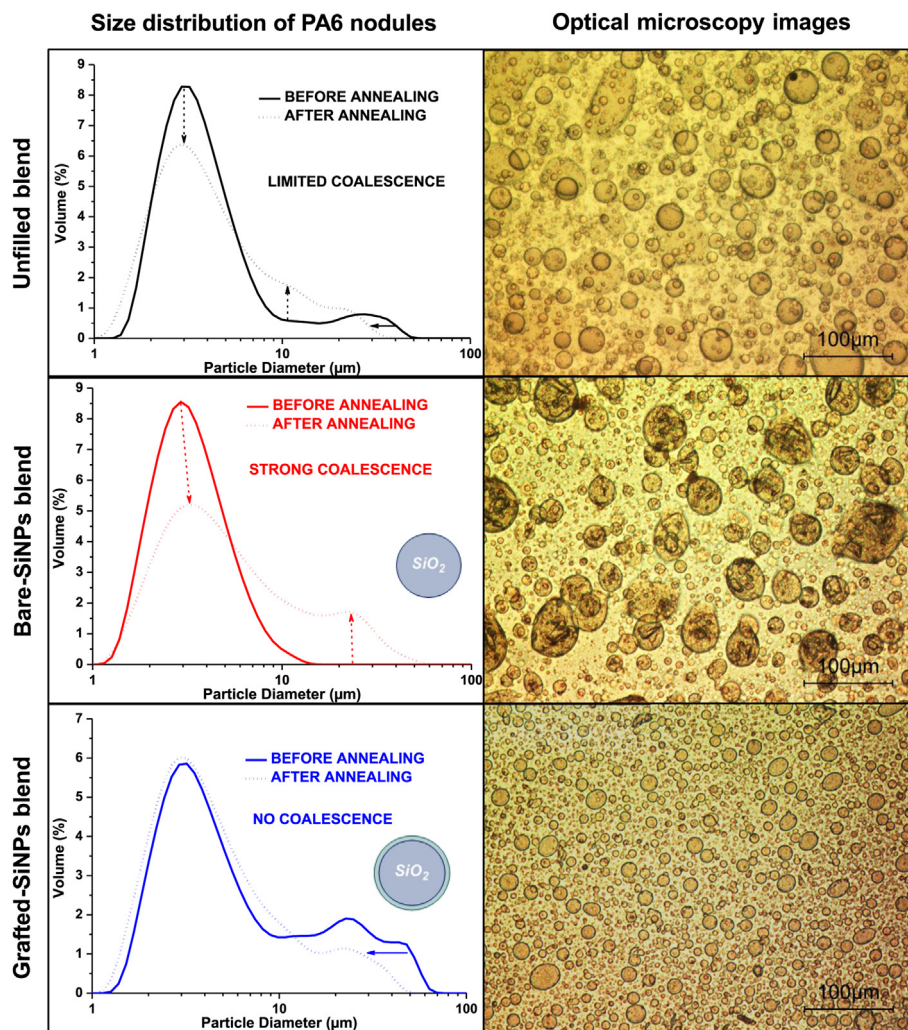 Size distribution of PA6 nodules
Optical microscopy images
Unfilled blend
Volume (%)
9
8
7
6
5
4
3
2
1
0
BEFORE ANNEALING
AFTER ANNEALING
LIMITED COALESCENCE
1
10
100
Particle Diameter (µm)
100µm
Bare-SiNPs blend
Volume (%)
9
8
7
6
5
4
3
2
1
0
BEFORE ANNEALING
AFTER ANNEALING
STRONG COALESCENCE
SiO2
1
10
100
Particle Diameter (µm)
100µm
Grafted-SiNPs blend
Volume (%)
7
6
5
4
3
2
1
0
BEFORE ANNEALING
AFTER ANNEALING
NO COALESCENCE
SiO2
1
10
100
Particle Diameter (µm)
100µm